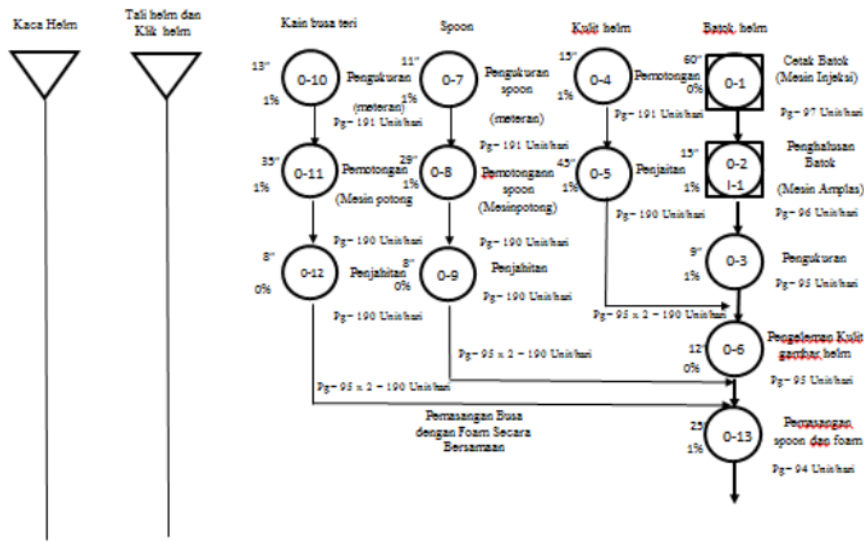 Kaca Helm
Tali helm dan
Klik helm
Kain busa teri
Spoon
Kulit helm
Batok helm
13"
1%
0-10
Pengukuran
(meteran)
Pg= 191 Unit/hari
35"
1%
0-11
Pemotongan
(Mesin potong
Pg= 190 Unit/hari
8"
0%
0-12
Penjahitan
Pg= 190 Unit/hari
Pg= 95 x 2 = 190 Unit/hari
11"
1%
0-7
Pengukuran
spoon
(meteran)
Pg= 191 Unit/hari
29"
1%
0-8
Pemotongann
spoon
(Mesinpotong)
Pg= 190 Unit/hari
8"
0%
0-9
Penjahitan
Pg= 190 Unit/hari
Pg= 95 x 2 = 190 Unit/hari
15"
1%
0-4
Pemotongan
Pg= 191 Unit/hari
45"
1%
0-5
Penjaitan
Pg= 190 Unit/hari
Pg= 95 x 2 = 190 Unit/hari
60"
0%
0-1
Cetak Batok
(Mesin Injeksi)
Pg= 97 Unit/hari
15"
1%
0-2
I-1
Penghalusan
Batok
(Mesin Amplas)
Pg= 96 Unit/hari
9"
1%
0-3
Pengukuran
Pg= 95 Unit/hari
12"
0%
0-6
Pengeleman Kulit
gambar helm
Pg= 95 Unit/hari
Pemasangan Busa
dengan Foam Secara
Bersamaan
25"
1%
0-13
Pemasangan
spoon dan foam
Pg= 94 Unit/hari